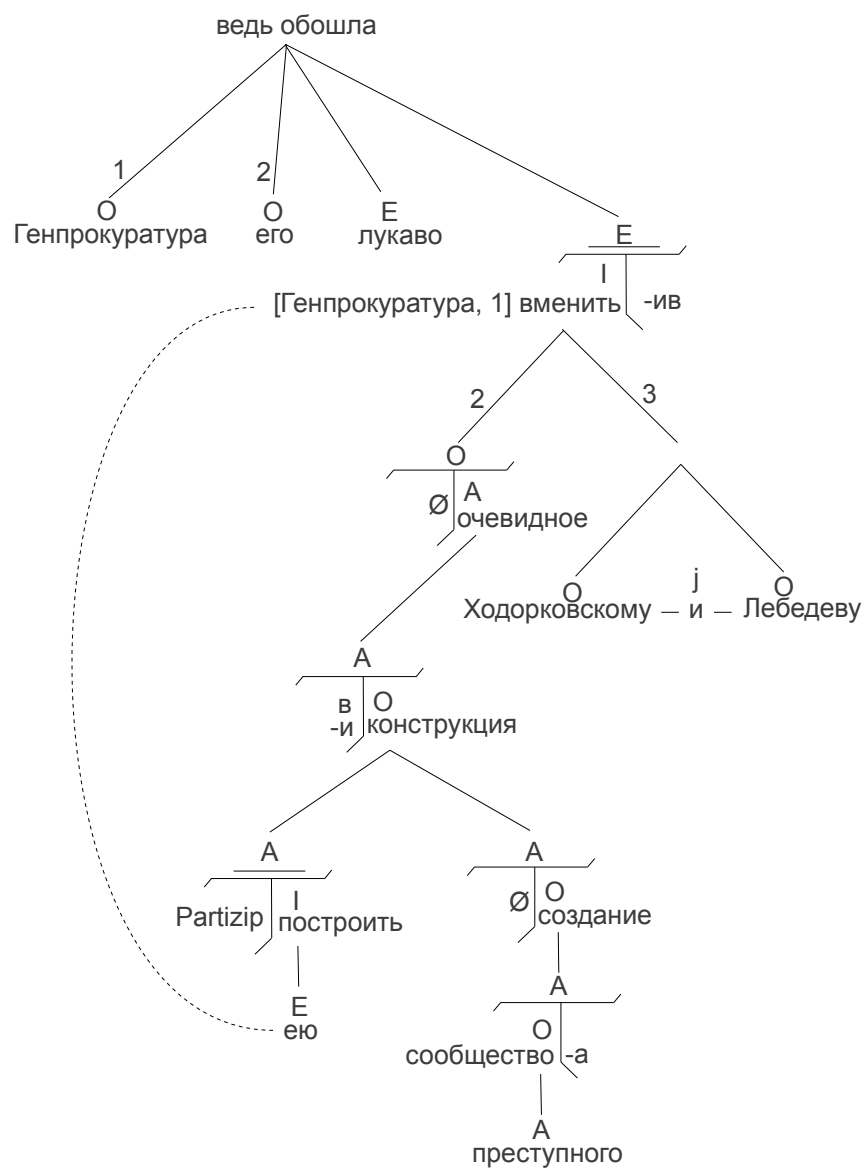 ведь обошла
1 2
О О Е Е
Генпрокуратура его лукаво
I
[Генпрокуратура, 1] вменить -ив
2 3
О
Ø А
очевидное
О j О
Ходорковскому – и – Лебедеву
А
в О
-и конструкция
А А
I Ø О
Partizip построить создание
Е А
ею О
сообщество -а
А
преступного